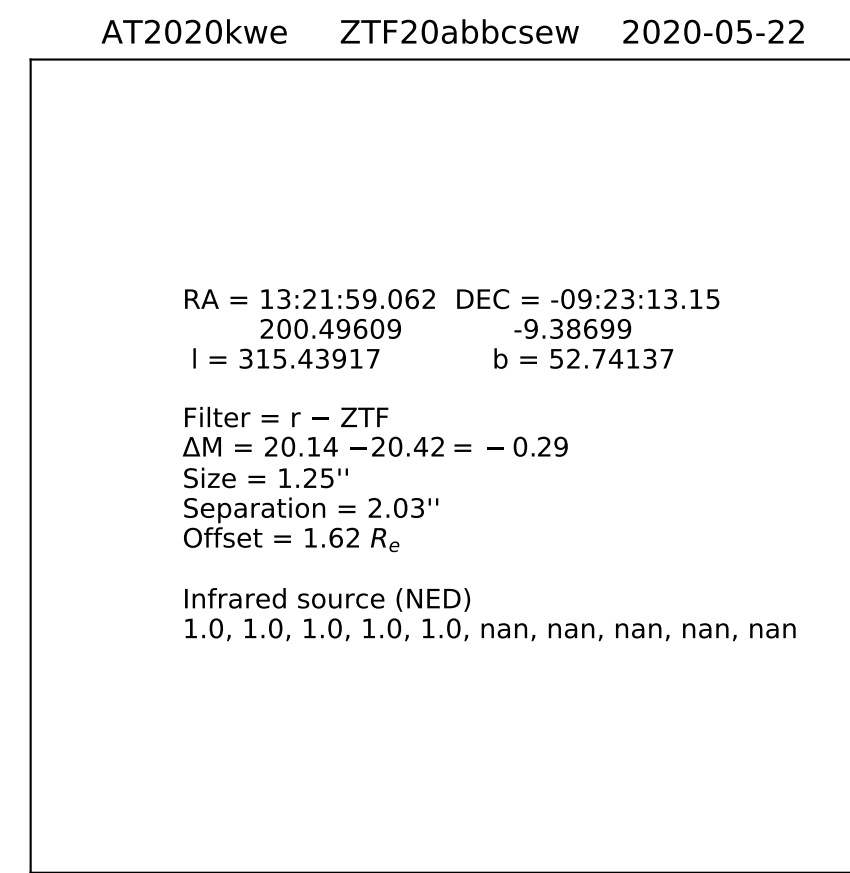 AT2020kwe ZTF20abbcsew 2020-05-22
RA = 13:21:59.062 DEC = -09:23:13.15
200.49609 -9.38699
l = 315.43917 b = 52.74137
Filter = r − ZTF
ΔM = 20.14 −20.42 = − 0.29
Size = 1.25''
Separation = 2.03''
Offset = 1.62 Re
Infrared source (NED)
1.0, 1.0, 1.0, 1.0, 1.0, nan, nan, nan, nan, nan